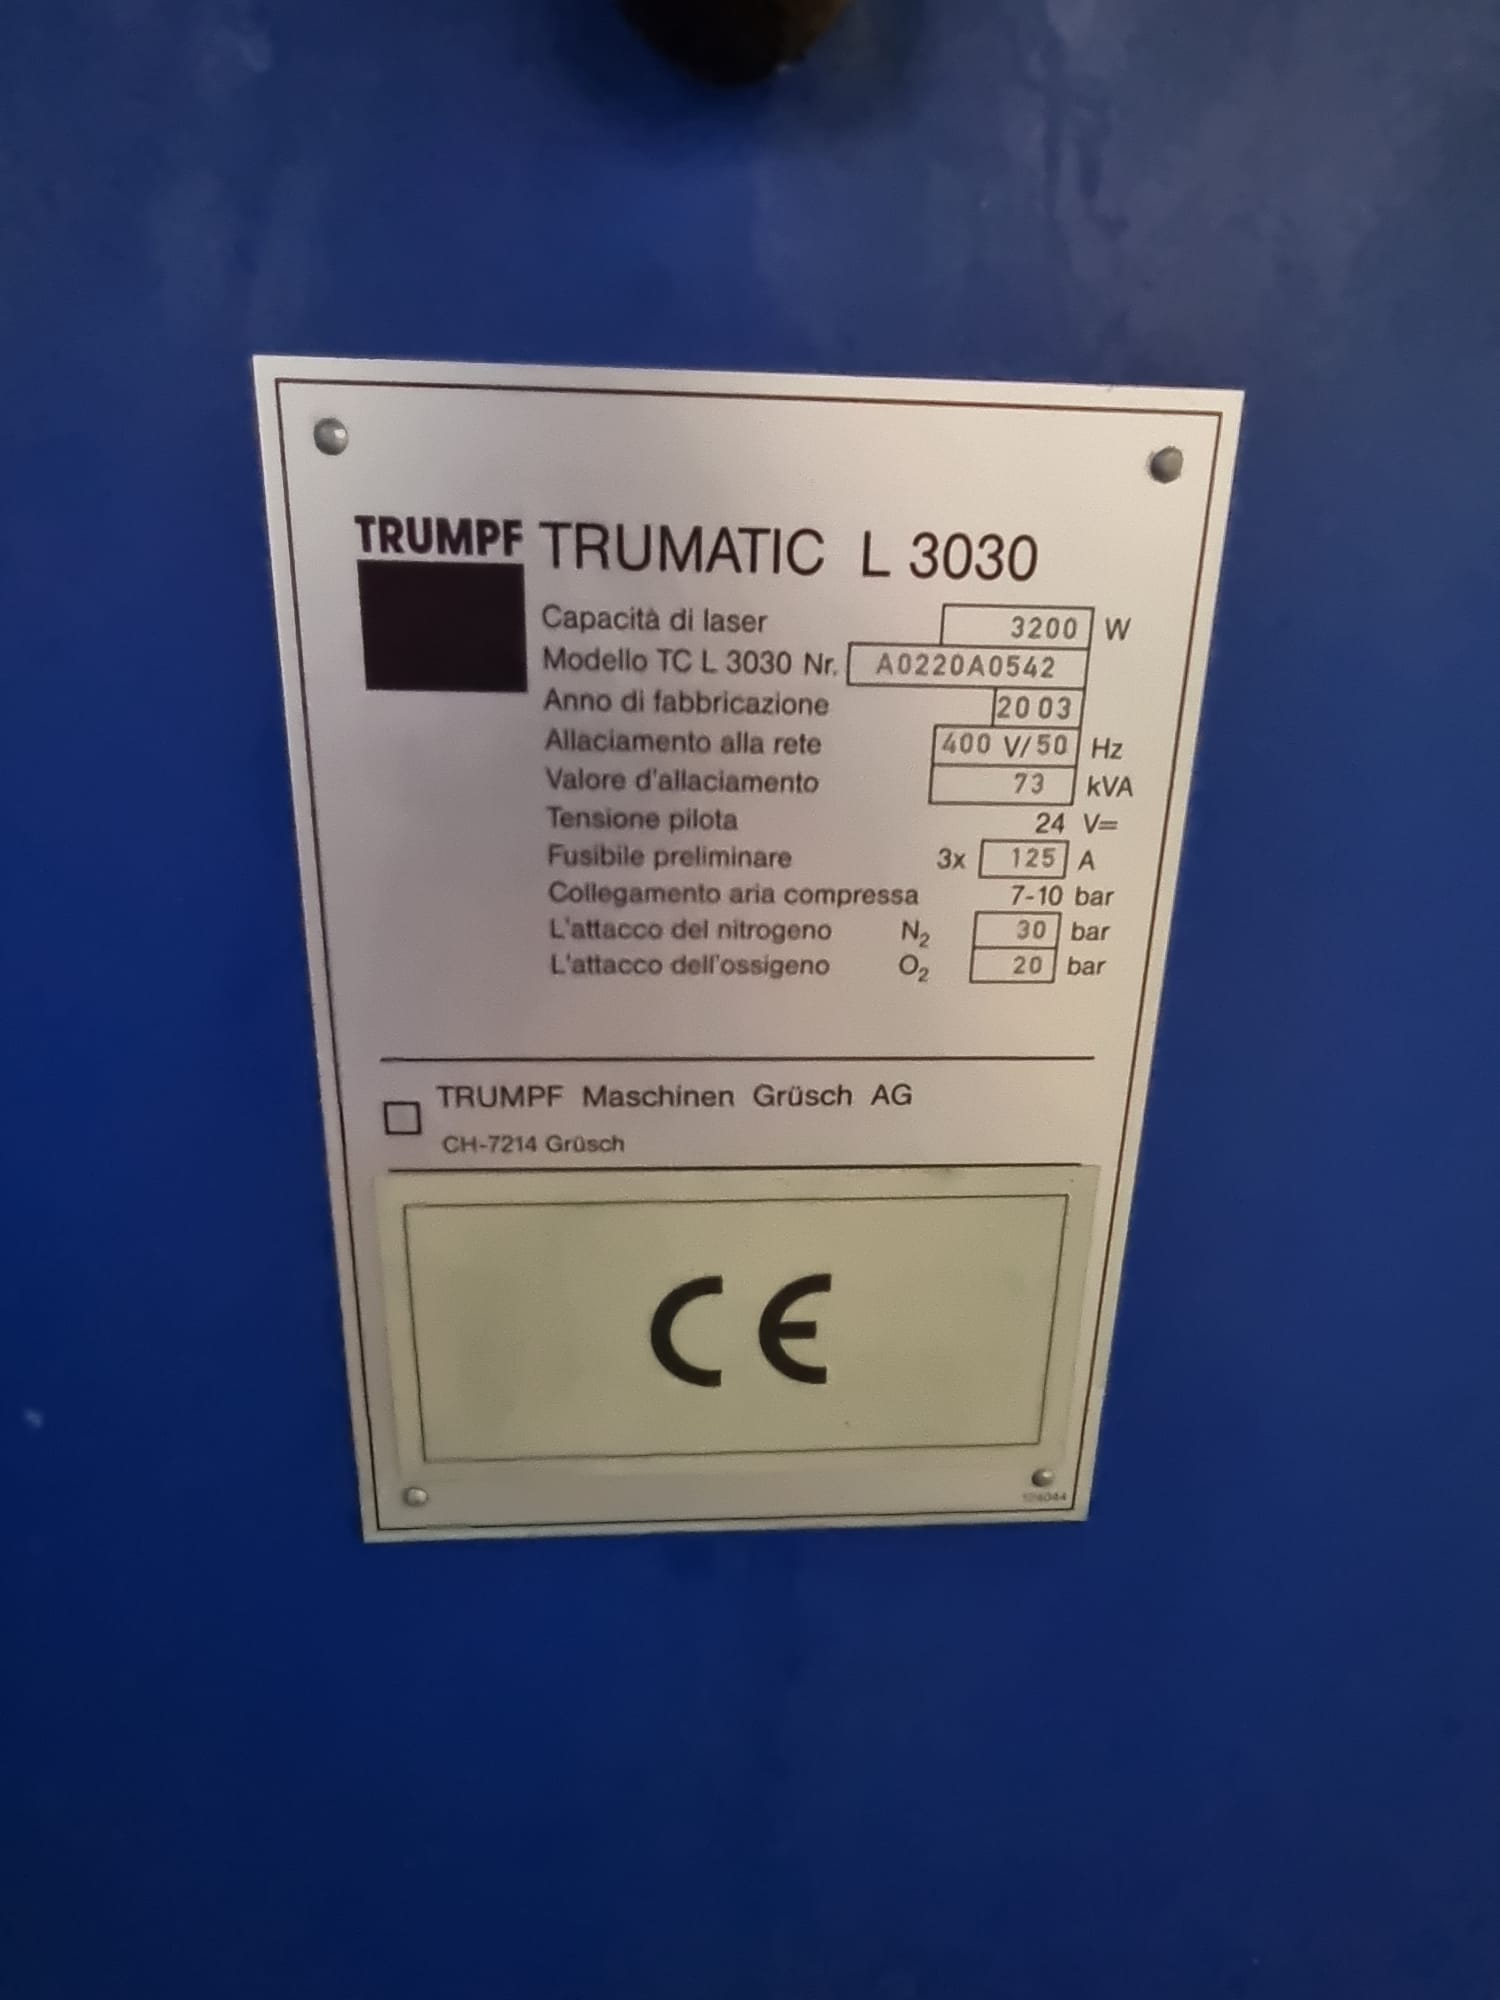 TRUMPF TRUMATIC L 3030
Capacità di laser 3200 W
Modello TC L 3030 Nr. A0220A0542
Anno di fabbricazione 2003
Allaciamento alla rete 400 V/50 Hz
Valore d'allaciamento 73 kVA
Tensione pilota 24 V=
Fusibile preliminare 3x 125 A
Collegamento aria compressa 7-10 bar
L'attacco del nitrogeno N₂ 30 bar
L'attacco dell'ossigeno O₂ 20 bar
TRUMPF Maschinen Grüsch AG
CH-7214 Grüsch
CE